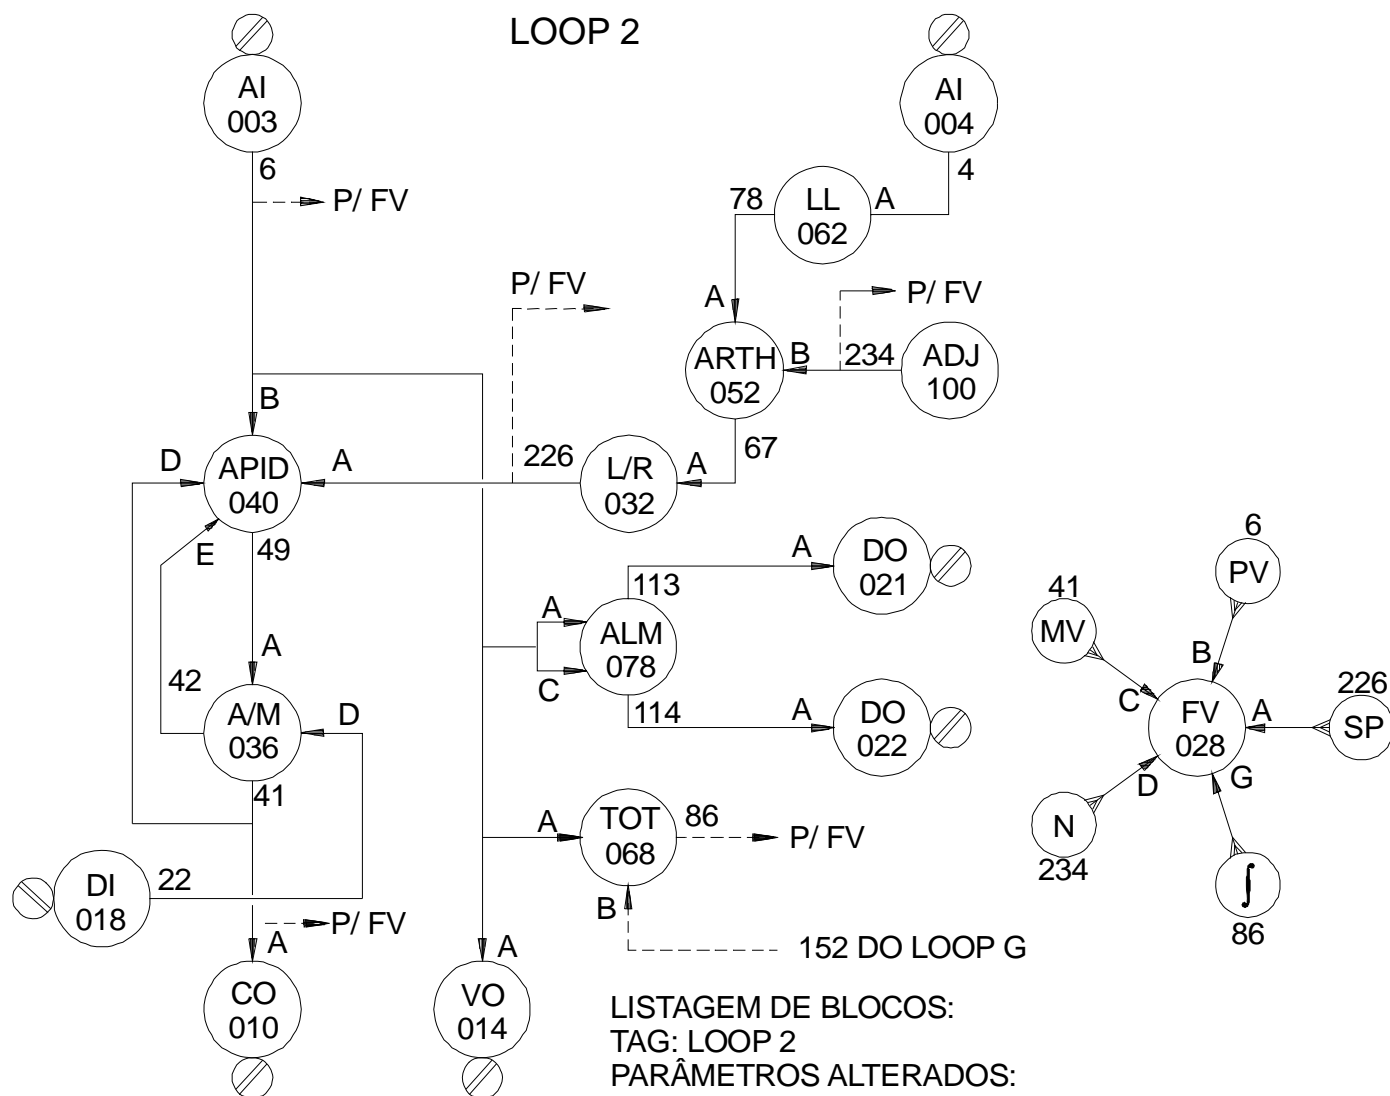 LOOP 2
AI
003
AI
004
6
4
P/ FV
78
LL
062
A
P/ FV
A
P/ FV
ARTH
052
B
234
ADJ
100
B
67
D
APID
040
A
226
L/R
032
A
E
49
A
DO
021
6
PV
113
A
ALM
078
C
41
MV
B
42
A
A/M
036
D
114
A
DO
022
C
FV
028
A
226
SP
D
G
41
A
TOT
068
86
P/ FV
N
234
∫
86
DI
018
22
B
P/ FV
A
A
152 DO LOOP G
CO
010
VO
014
LISTAGEM DE BLOCOS:
TAG: LOOP 2
PARÂMETROS ALTERADOS: